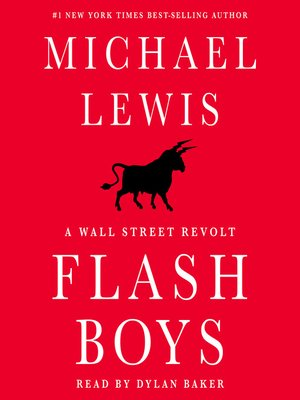 #1 NEW YORK TIMES BEST-SELLING AUTHOR
MICHAEL
LEWIS
A WALL STREET REVOLT
FLASH
BOYS
READ BY DYLAN BAKER